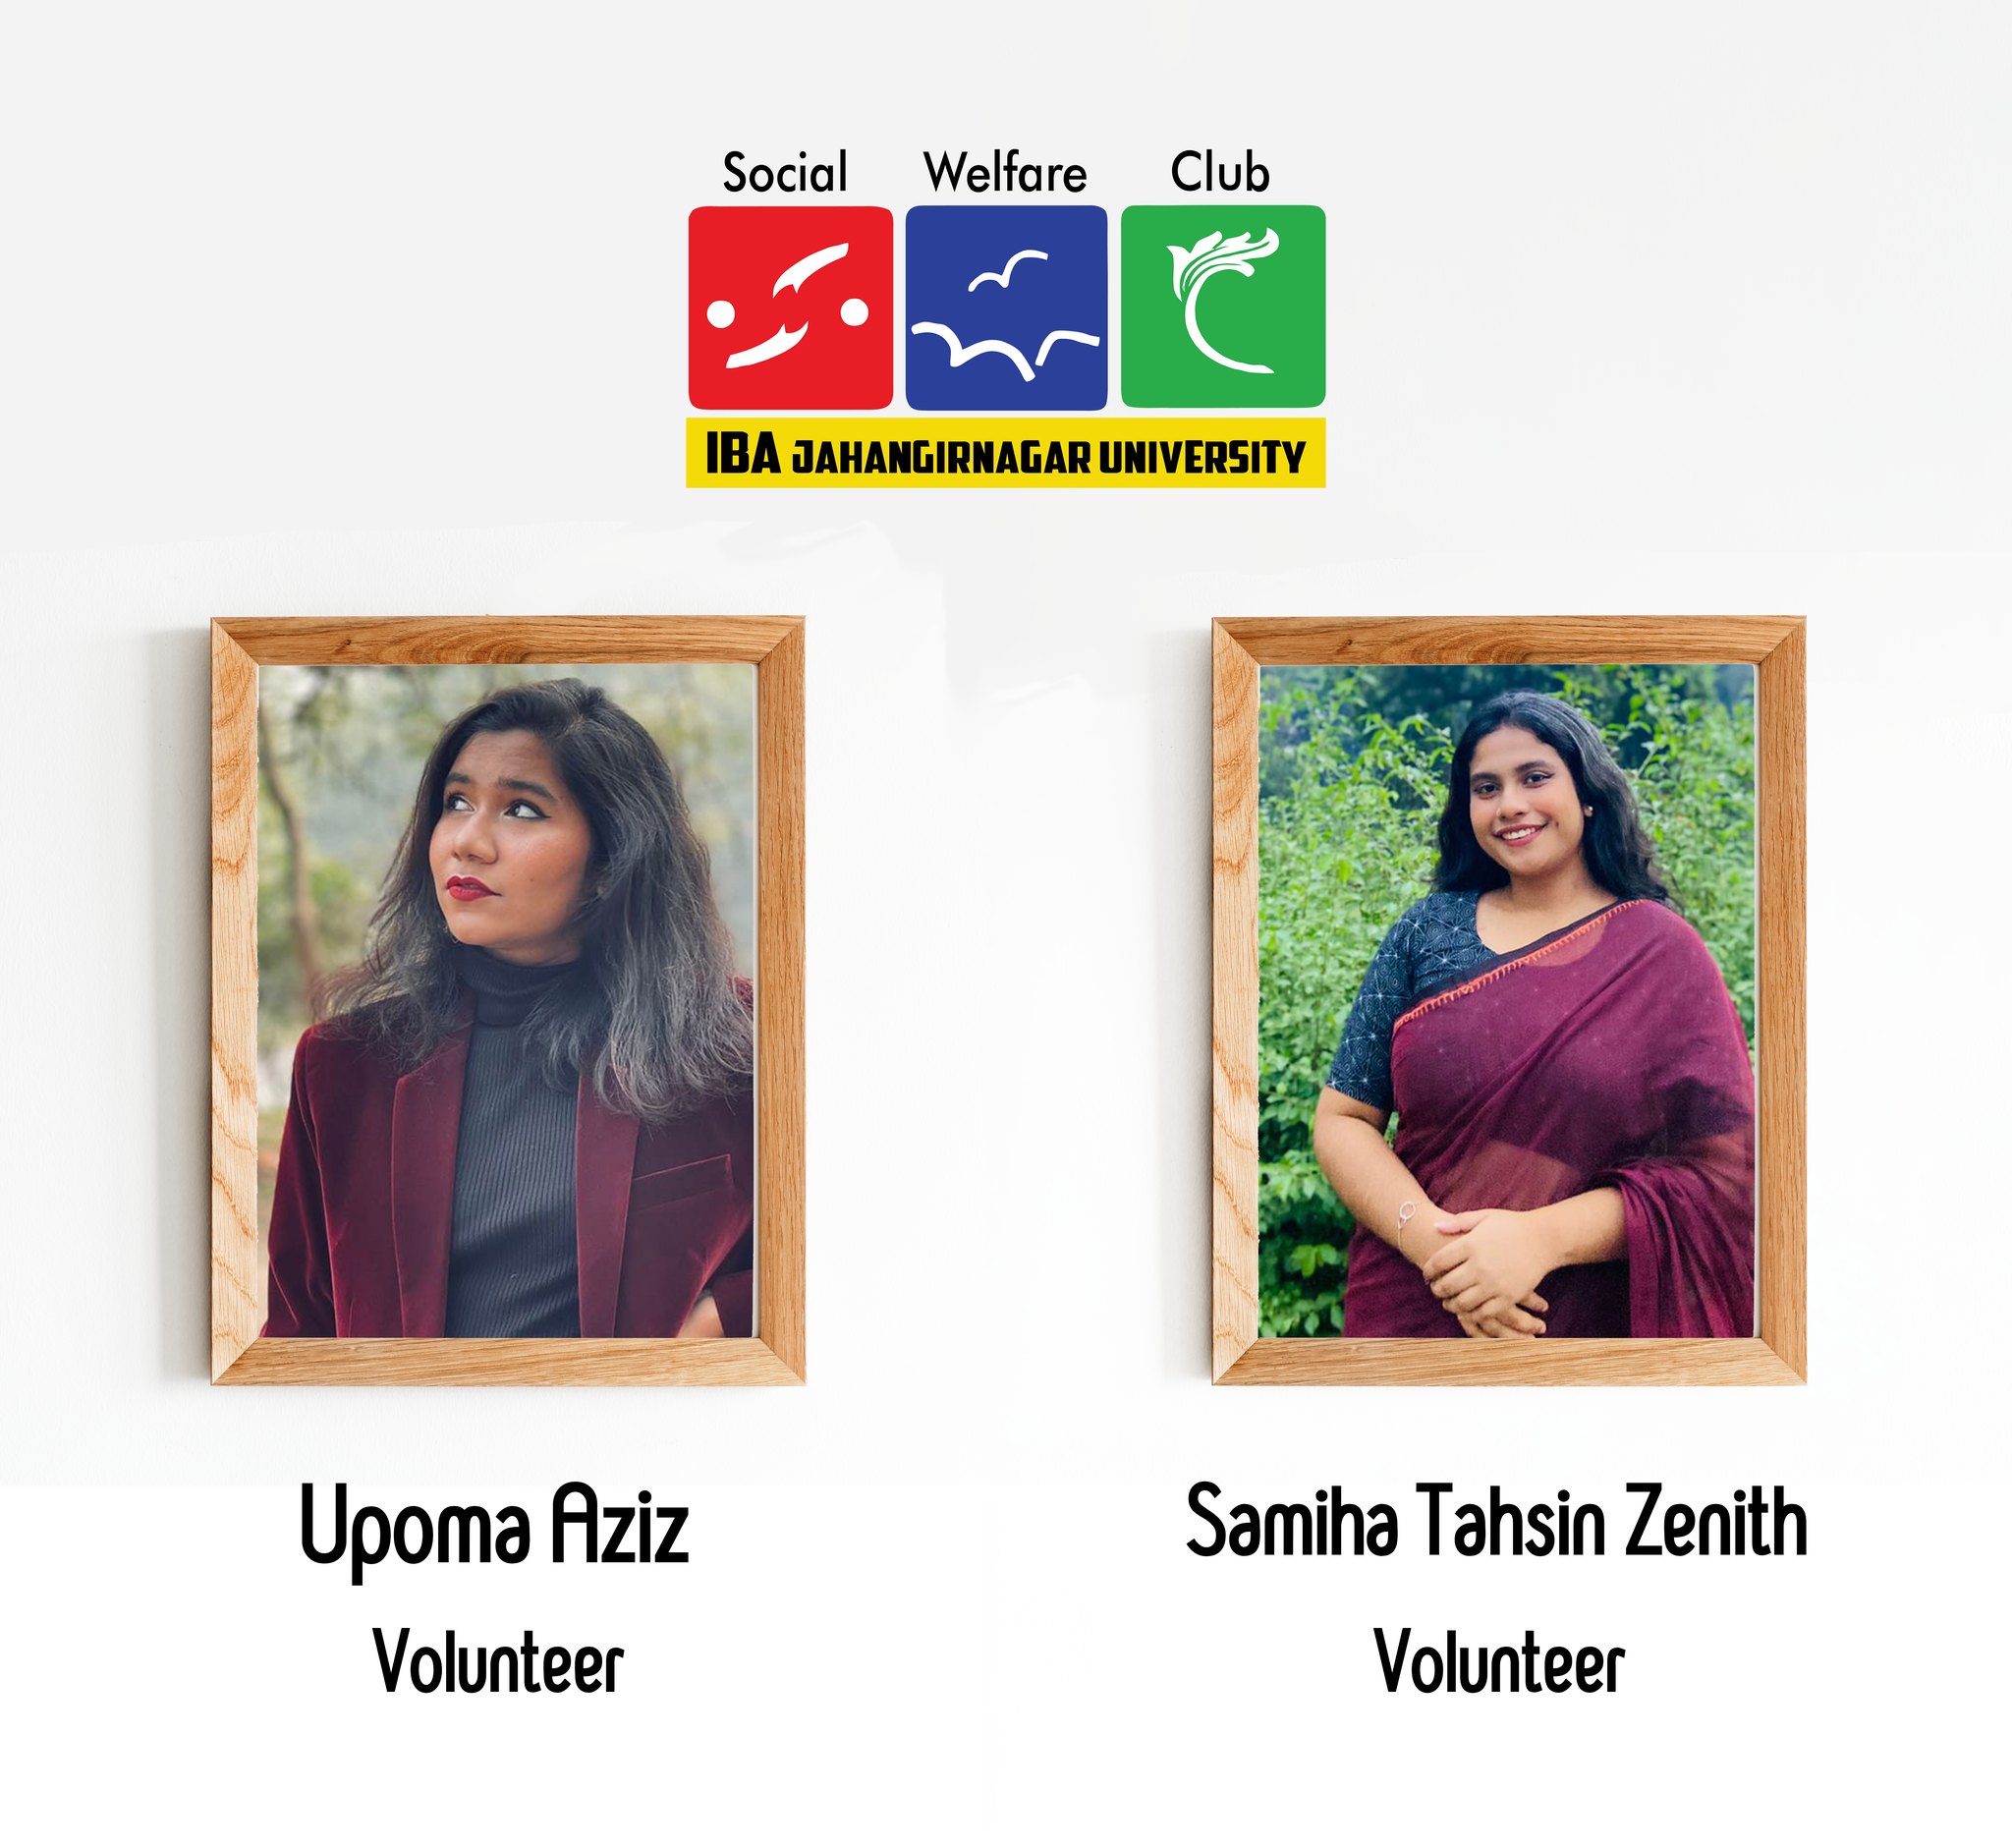 Social Welfare Club
IBA JAHANGIRNAGAR UNIVERSITY
Upoma Aziz
Samiha Tahsin Zenith
Volunteer
Volunteer